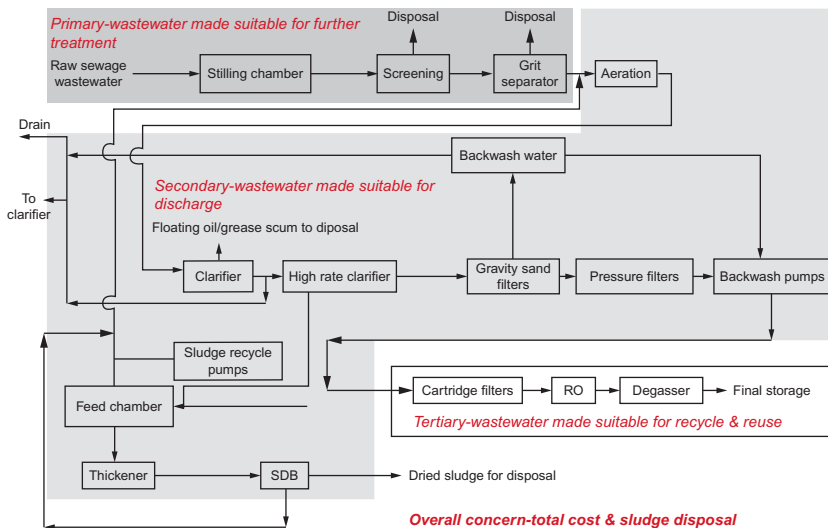 Primary-wastewater made suitable for further
treatment
Disposal
Disposal
Raw sewage
wastewater
Stilling chamber
Screening
Grit
separator
Aeration
Drain
Backwash water
To
clarifier
Secondary-wastewater made suitable for
discharge
Floating oil/grease scum to diposal
Clarifier
High rate clarifier
Gravity sand
filters
Pressure filters
Backwash pumps
Sludge recycle
pumps
Feed chamber
Cartridge filters
RO
Degasser
Final storage
Tertiary-wastewater made suitable for recycle & reuse
Thickener
SDB
Dried sludge for disposal
Overall concern-total cost & sludge disposal